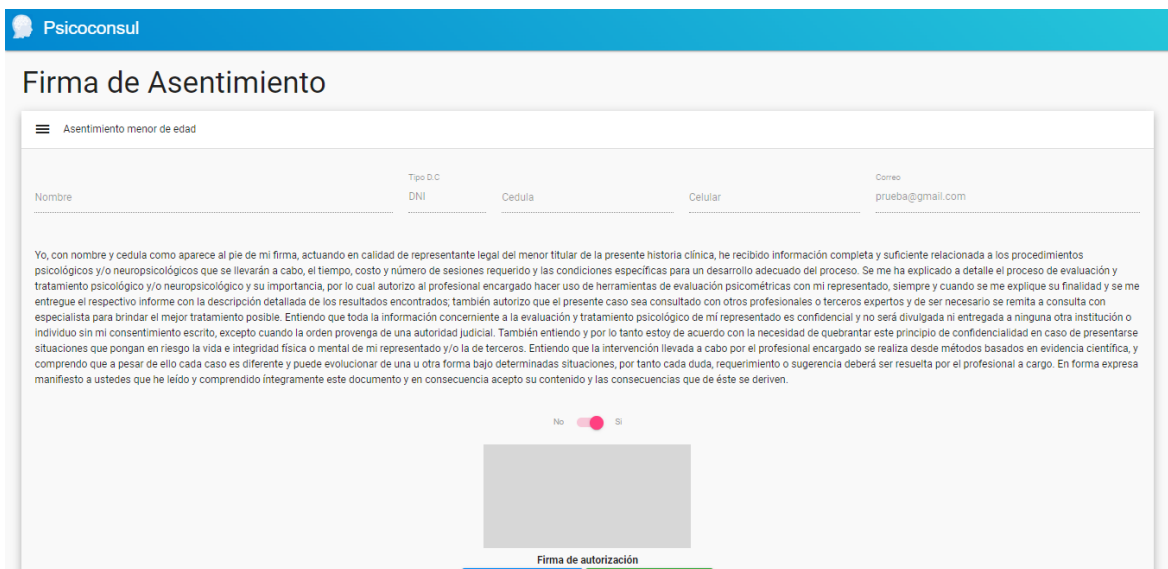 Psicoconsul
Firma de Asentimiento
Asentimiento menor de edad
Tipo D.C
Correo
Nombre
DNI
Cedula
Celular
prueba@gmail.com
Yo, con nombre y cedula como aparece al pie de mi firma, actuando en calidad de representante legal del menor titular de la presente historia clínica, he recibido información completa y suficiente relacionada a los procedimientos
psicológicos y/o neuropsicológicos que se llevarán a cabo, el tiempo, costo y número de sesiones requerido y las condiciones específicas para un desarrollo adecuado del proceso. Se me ha explicado a detalle el proceso de evaluación y
tratamiento psicológico y/o neuropsicológico y su importancia, por lo cual autorizo al profesional encargado hacer uso de herramientas de evaluación psicométricas con mi representado, siempre y cuando se me explique su finalidad y se me
entregue el respectivo informe con la descripción detallada de los resultados encontrados; también autorizo que el presente caso sea consultado con otros profesionales o terceros expertos y de ser necesario se remita a consulta con
especialista para brindar el mejor tratamiento posible. Entiendo que toda la información concerniente a la evaluación y tratamiento psicológico de mí representado es confidencial y no será divulgada ni entregada a ninguna otra institución o
individuo sin mi consentimiento escrito, excepto cuando la orden provenga de una autoridad judicial. También entiendo y por lo tanto estoy de acuerdo con la necesidad de quebrantar este principio de confidencialidad en caso de presentarse
situaciones que pongan en riesgo la vida e integridad física o mental de mi representado y/o la de terceros. Entiendo que la intervención llevada a cabo por el profesional encargado se realiza desde métodos basados en evidencia científica, y
comprendo que a pesar de ello cada caso es diferente y puede evolucionar de una u otra forma bajo determinadas situaciones, por tanto cada duda, requerimiento o sugerencia deberá ser resuelta por el profesional a cargo. En forma expresa
manifiesto a ustedes que he leído y comprendido íntegramente este documento y en consecuencia acepto su contenido y las consecuencias que de éste se deriven.
No Si
Firma de autorización